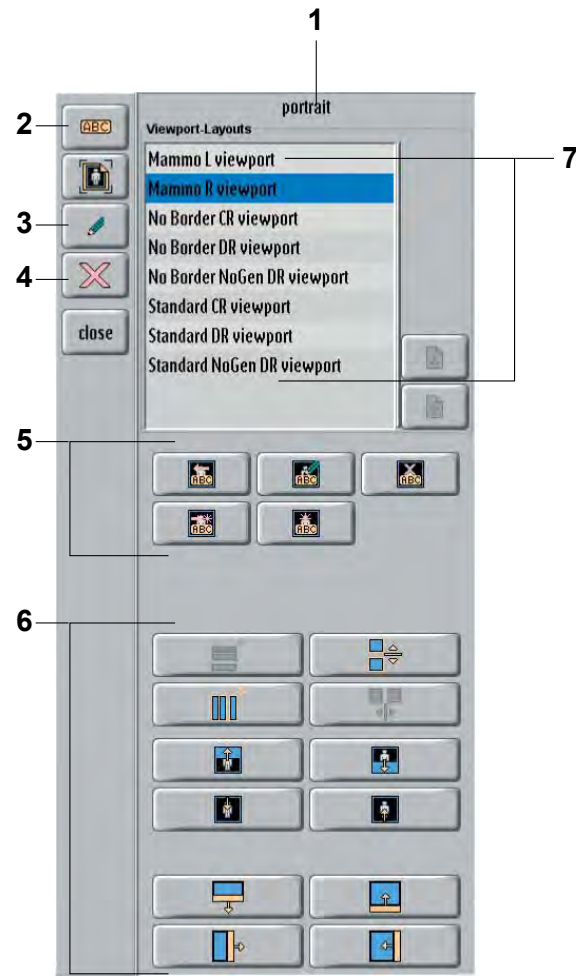 1
portrait
2
ABC
Viewport-Layouts
Mammo L viewport
7
Mammo R viewport
No Border CR viewport
3
No Border DR viewport
4
No Border NoGen DR viewport
Standard CR viewport
close
Standard DR viewport
Standard NoGen DR viewport
5
ABC
ABC
ABC
ABC
ABC
6